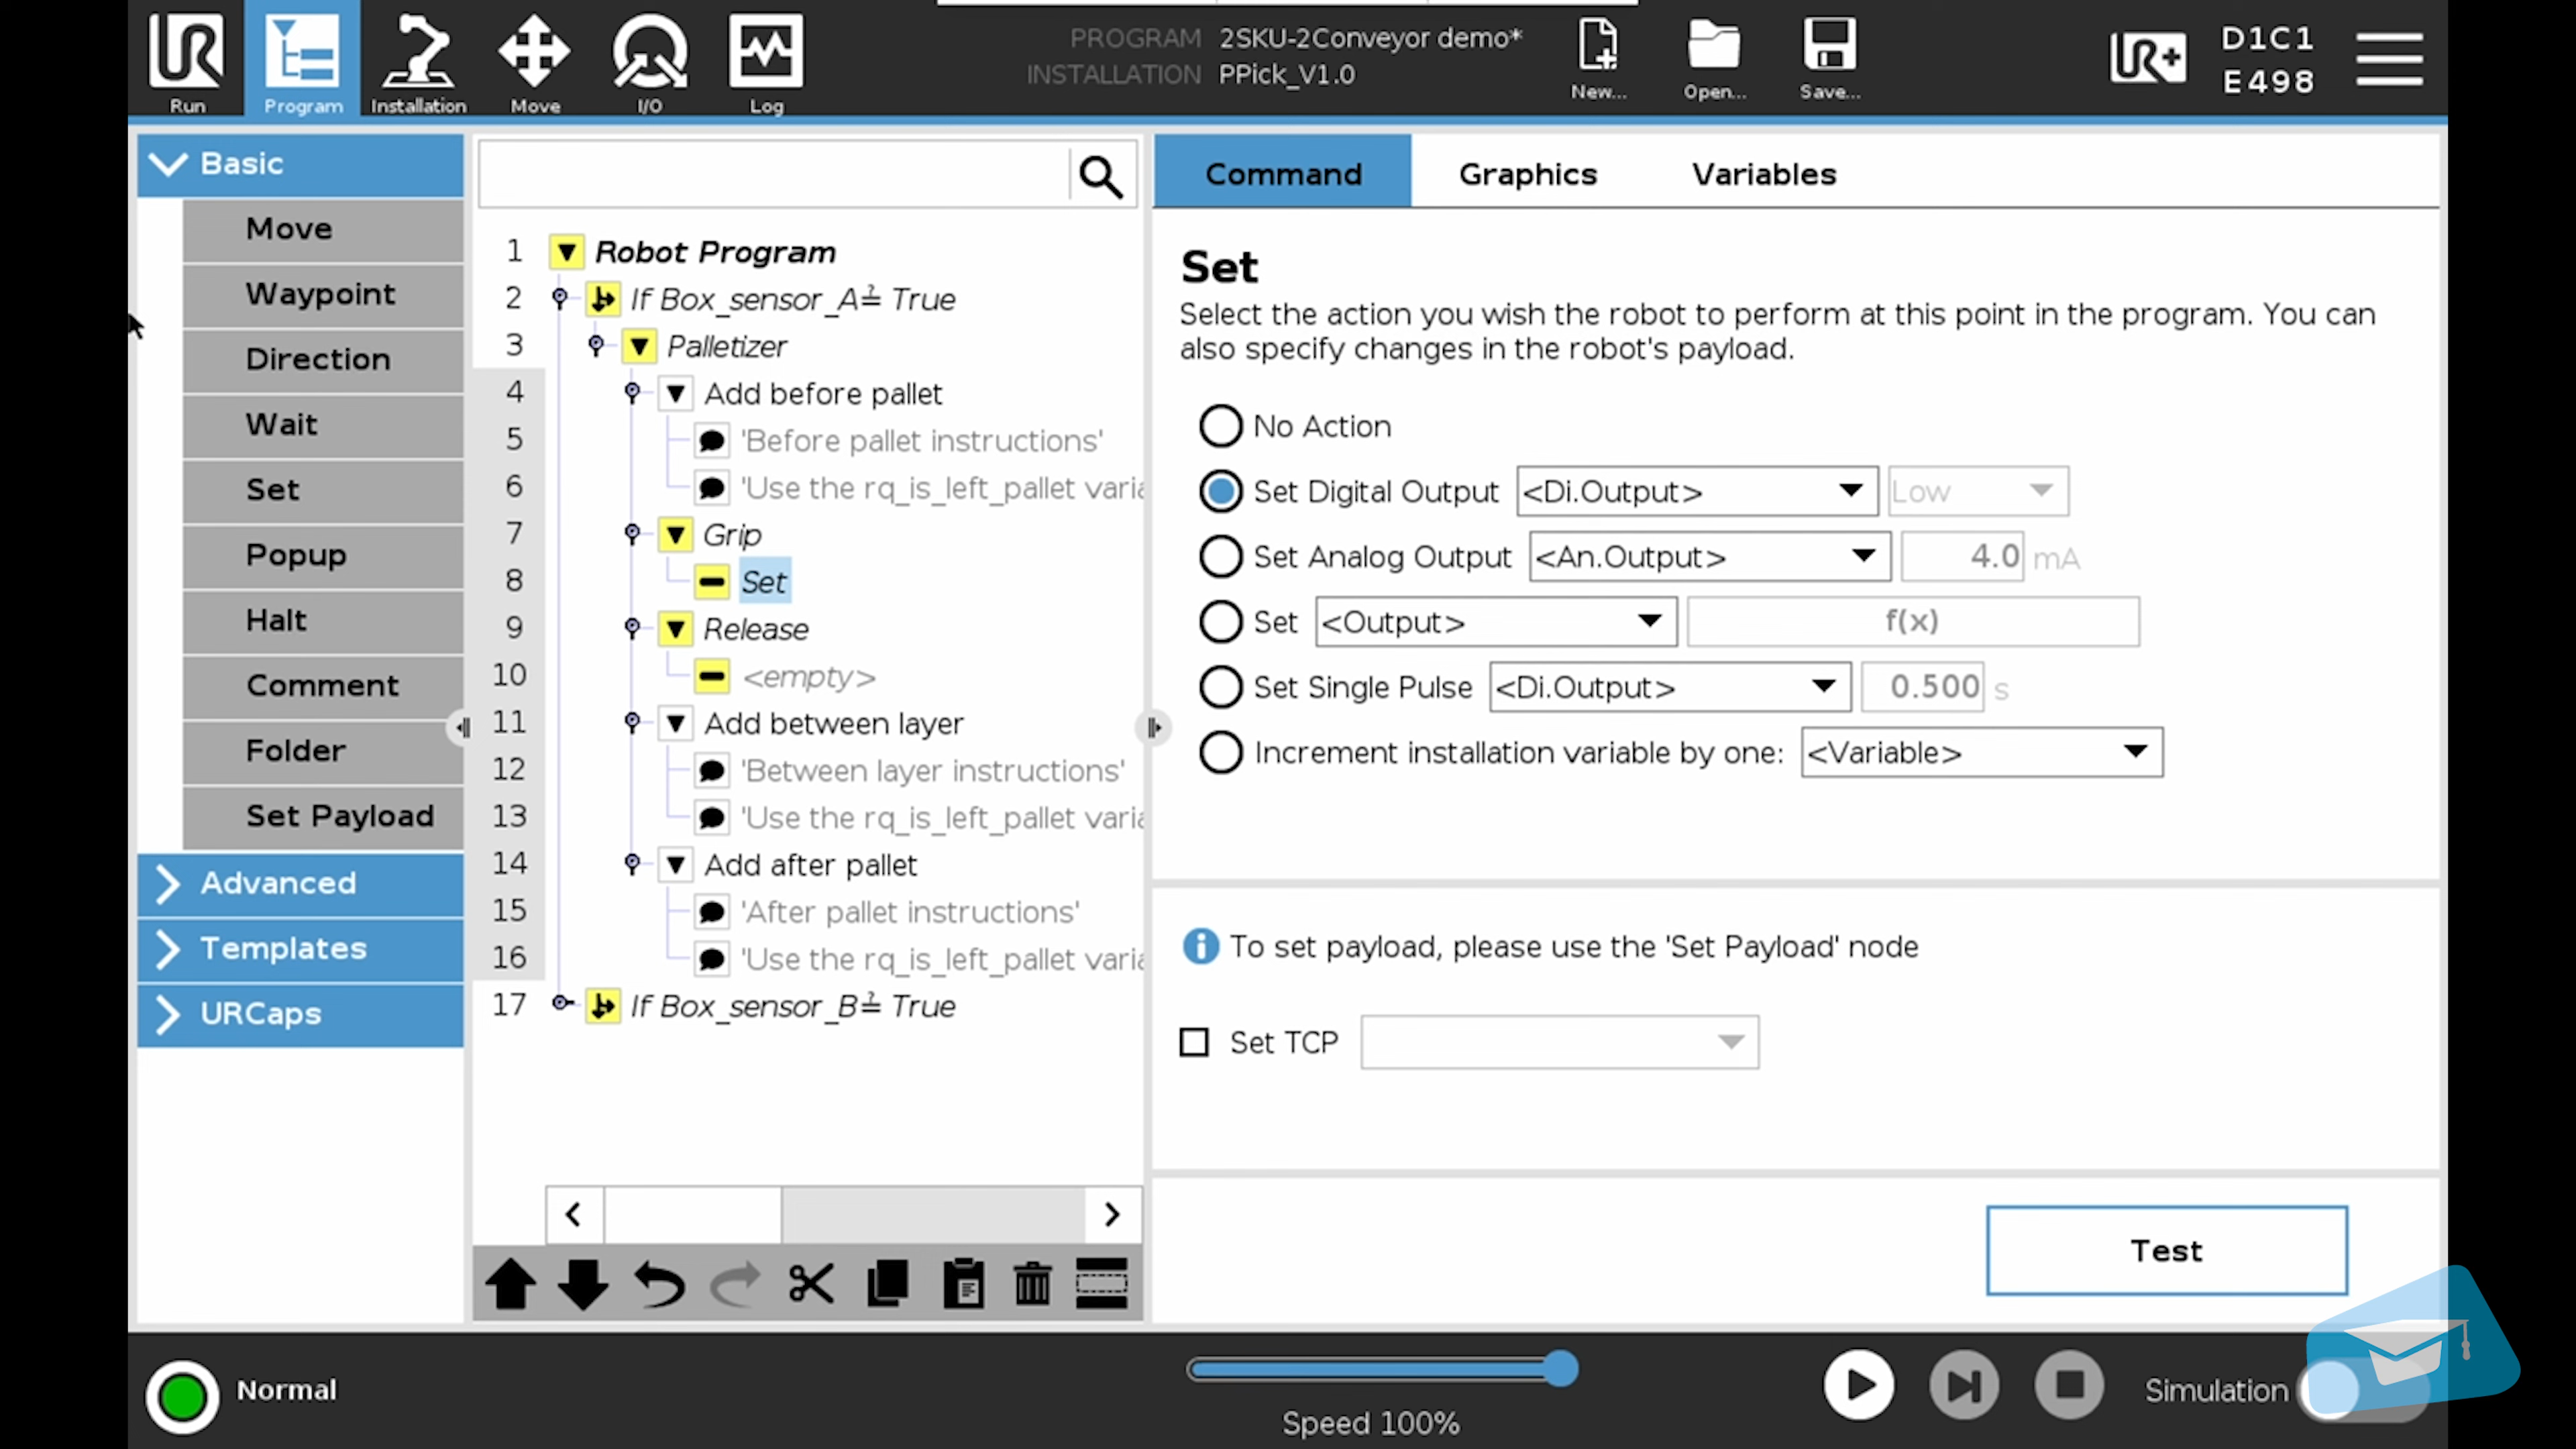 UR
Run
Program
Installation
Move
I/O
Log
PROGRAM 2SKU-2Conveyor demo*
INSTALLATION PPick_V1.0
New...
Open...
Save...
UR+
D1C1
E498
Basic
Move
Waypoint
Direction
Wait
Set
Popup
Halt
Comment
Folder
Set Payload
Advanced
Templates
URCaps
1 Robot Program
2 If Box_sensor_A≟ True
3 Palletizer
4 Add before pallet
5 'Before pallet instructions'
6 'Use the rq_is_left_pallet varia
7 Grip
8 Set
9 Release
10 <empty>
11 Add between layer
12 'Between layer instructions'
13 'Use the rq_is_left_pallet varia
14 Add after pallet
15 'After pallet instructions'
16 'Use the rq_is_left_pallet varia
17 If Box_sensor_B≟ True
Command Graphics Variables
Set
Select the action you wish the robot to perform at this point in the program. You can
also specify changes in the robot's payload.
No Action
Set Digital Output <Di.Output> Low
Set Analog Output <An.Output> 4.0 mA
Set <Output> f(x)
Set Single Pulse <Di.Output> 0.500 s
Increment installation variable by one: <Variable>
To set payload, please use the 'Set Payload' node
Set TCP
Test
Normal
Speed 100%
Simulation